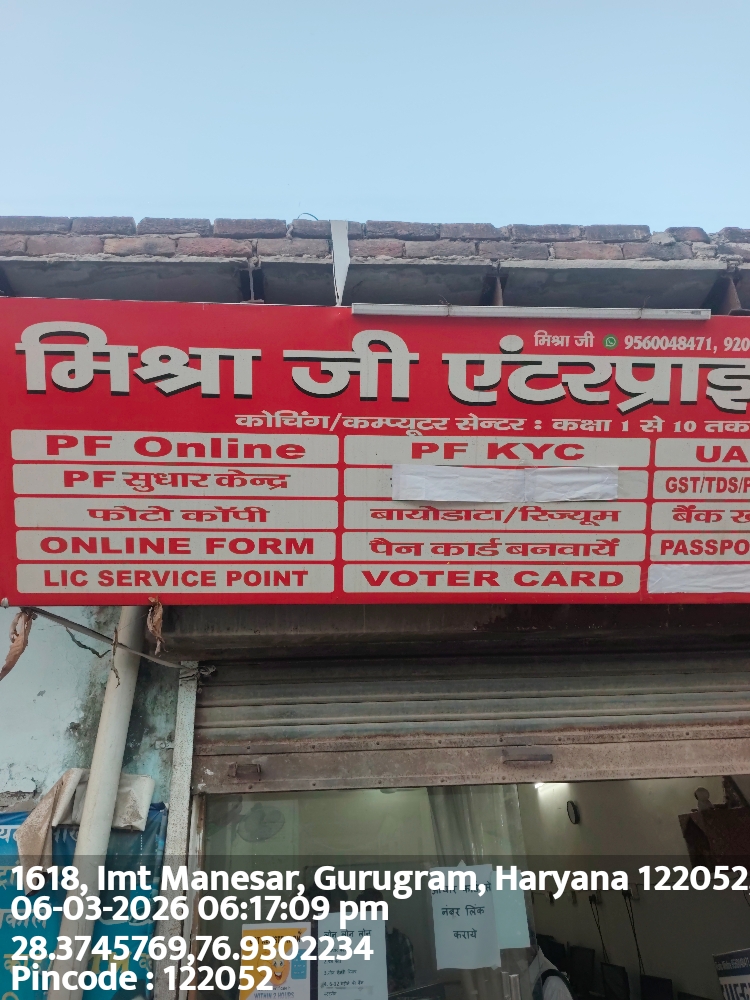 मिश्रा जी 9560048471, 920
मिश्रा जी एंटरप्राइ
कोचिंग/कम्प्यूटर सेन्टर : कक्षा 1 से 10 तक
PF Online PF KYC UA
PF सुधार केन्द्र GST/TDS/
फोटो कॉपी बायोडाटा/रिज्यूम बैंक
ONLINE FORM पैन कार्ड बनवायें PASSPO
LIC SERVICE POINT VOTER CARD
नंबर लिंक
कराये
1618, Imt Manesar, Gurugram, Haryana 122052
06-03-2026 06:17:09 pm
28.3745769,76.9302234
Pincode : 122052